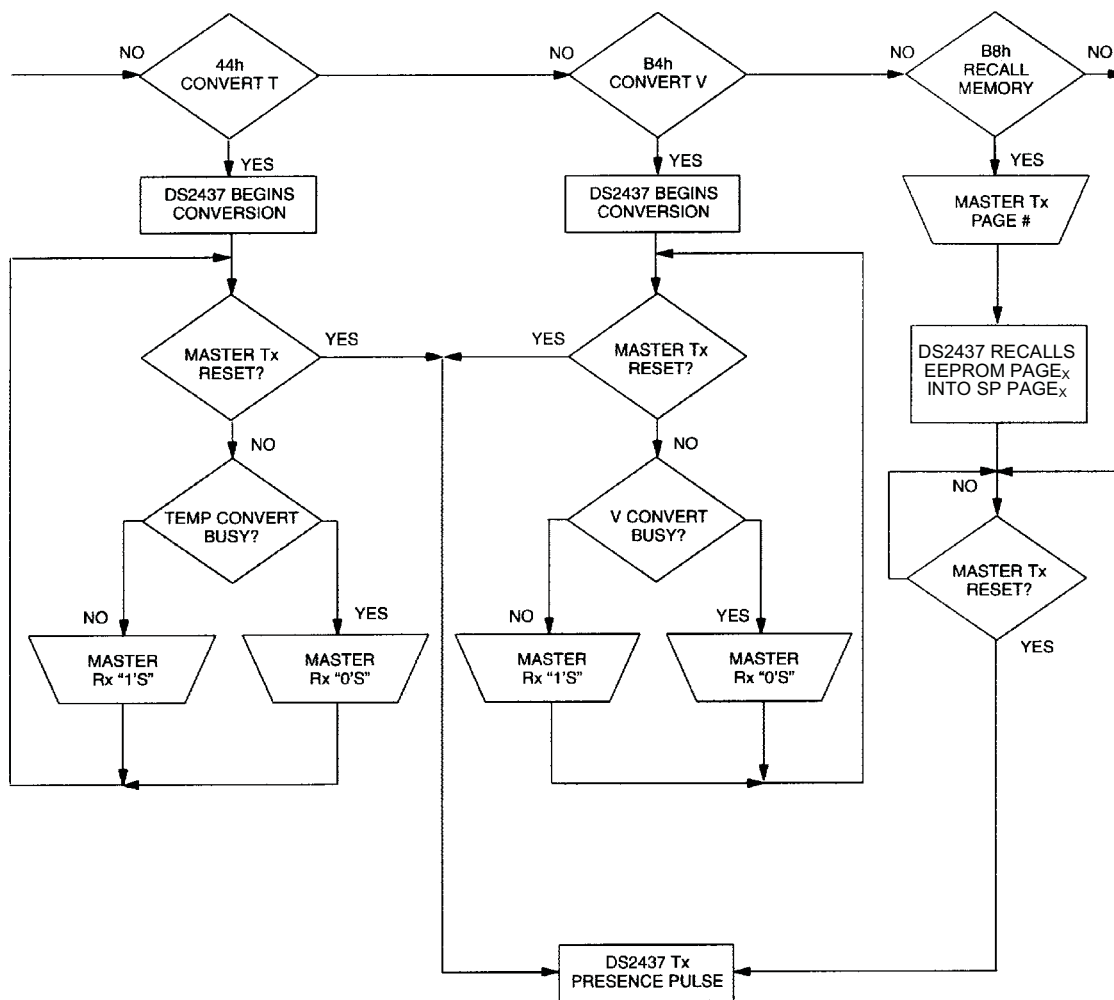 NO
44h
CONVERT T
NO
B4h
CONVERT V
NO
B8h
RECALL
MEMORY
NO
YES
YES
YES
DS2437 BEGINS
CONVERSION
DS2437 BEGINS
CONVERSION
MASTER Tx
PAGE #
MASTER Tx
RESET?
YES
YES
MASTER Tx
RESET?
DS2437 RECALLS
EEPROM PAGEX
INTO SP PAGEX
NO
NO
NO
TEMP CONVERT
BUSY?
V CONVERT
BUSY?
MASTER Tx
RESET?
NO
YES
NO
YES
YES
MASTER
Rx “1’S”
MASTER
Rx “0’S”
MASTER
Rx “1’S”
MASTER
Rx “0’S”
DS2437 Tx
PRESENCE PULSE